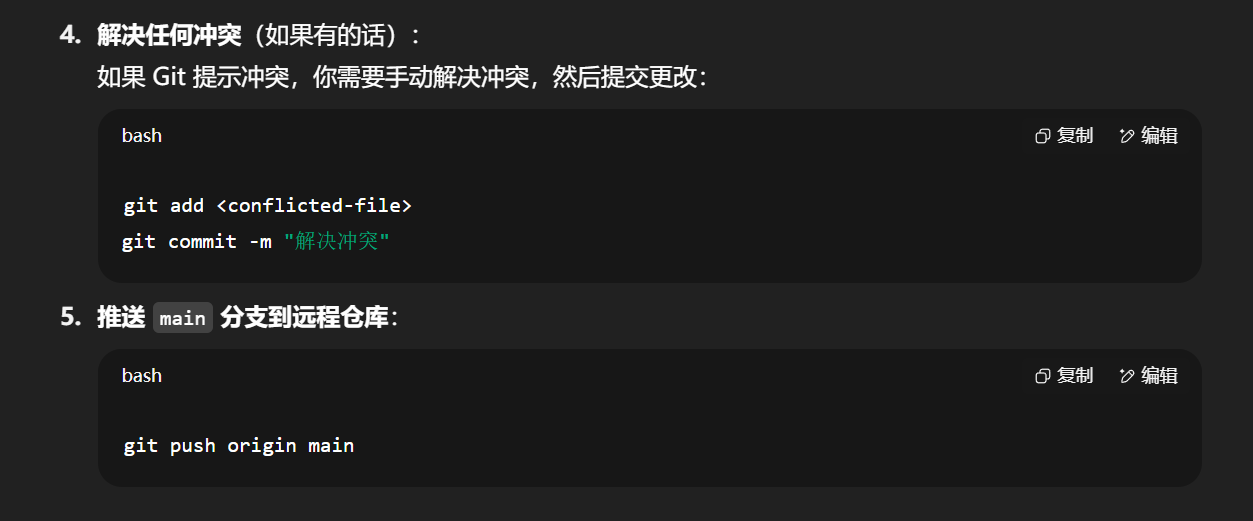 4. 解决任何冲突（如果有的话）：
如果 Git 提示冲突，你需要手动解决冲突，然后提交更改：
bash 复制 编辑
git add <conflicted-file>
git commit -m "解决冲突"
5. 推送 main 分支到远程仓库：
bash 复制 编辑
git push origin main